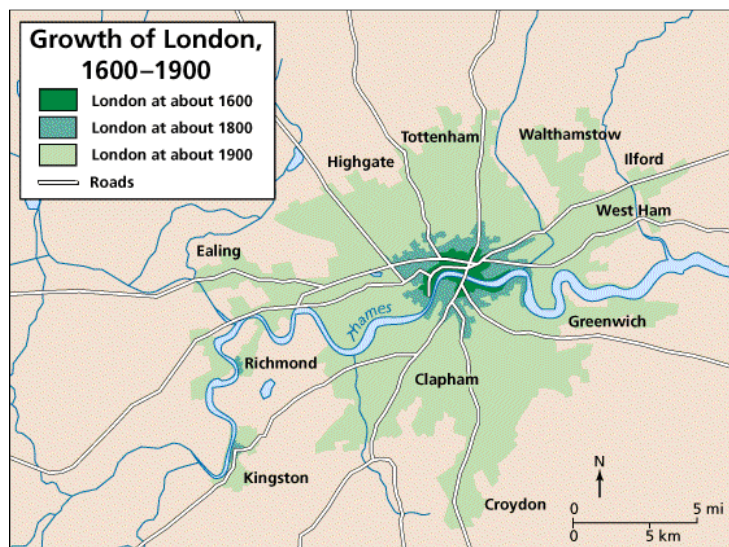 Growth of London,
1600–1900
London at about 1600
London at about 1800
London at about 1900
Roads
Tottenham
Walthamstow
Highgate
Ilford
West Ham
Ealing
Thames
Greenwich
Richmond
Clapham
Kingston
Croydon
N
0 5 mi
0 5 km